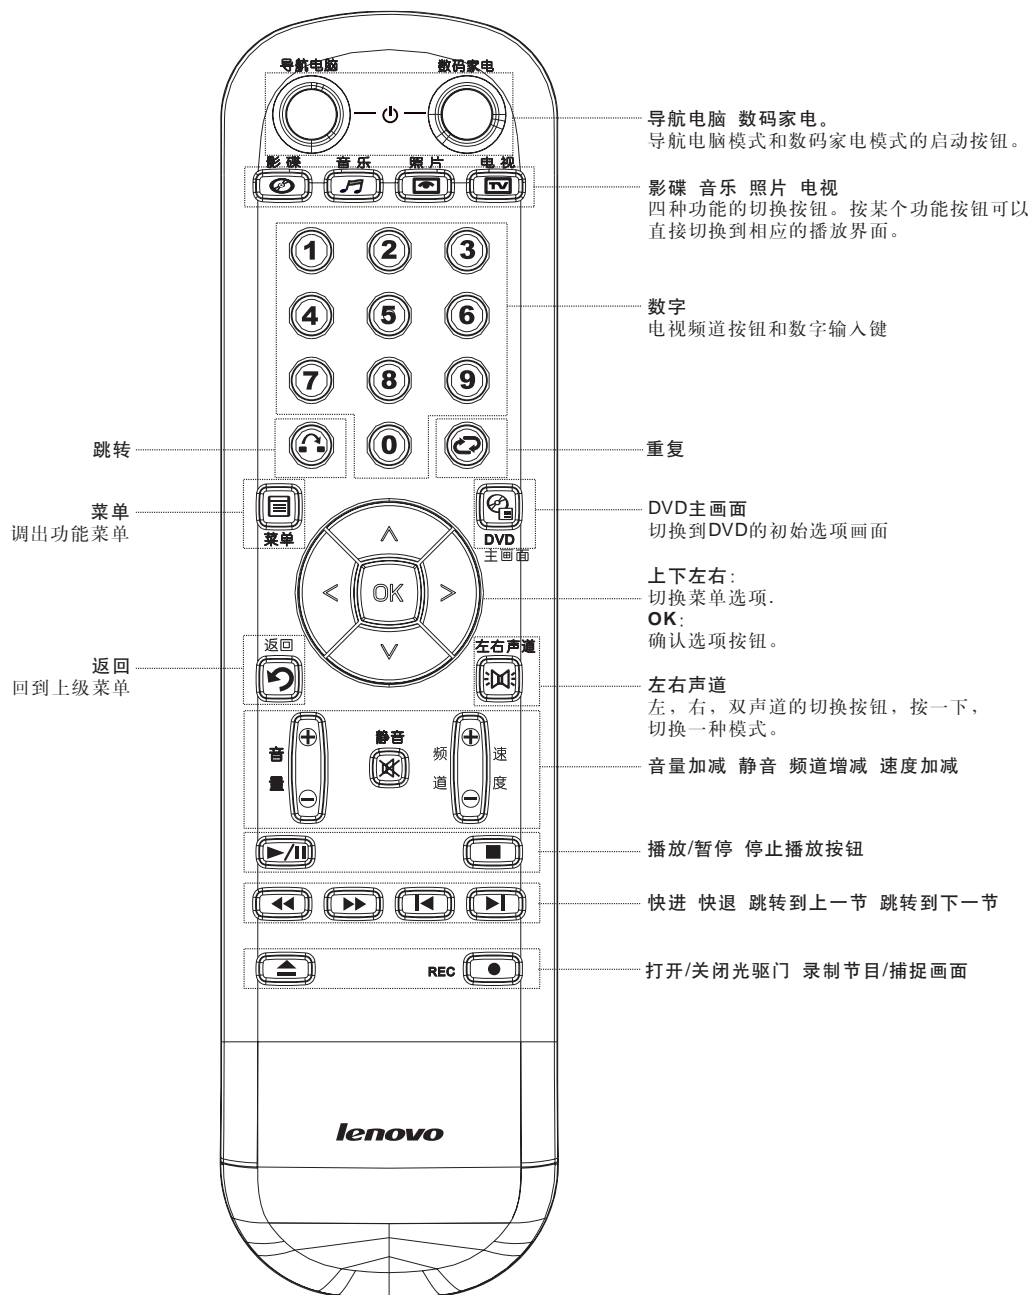 导航电脑 数码家电
导航电脑 数码家电。
导航电脑模式和数码家电模式的启动按钮。
影碟 音乐 照片 电视
TV
影碟 音乐 照片 电视
四种功能的切换按钮。按某个功能按钮可以
直接切换到相应的播放界面。
1 2 3
4 5 6
数字
电视频道按钮和数字输入键
7 8 9
跳转
0
重复
菜单
调出功能菜单
菜单
DVD
主画面
DVD主画面
切换到DVD的初始选项画面
OK
上下左右:
切换菜单选项.
OK:
确认选项按钮。
返回
回到上级菜单
返回
左右声道
左右声道
左，右，双声道的切换按钮，按一下，
切换一种模式。
音量
静音
频道
速度
音量加减 静音 频道增减 速度加减
播放/暂停 停止播放按钮
快进 快退 跳转到上一节 跳转到下一节
REC
打开/关闭光驱门 录制节目/捕捉画面
lenovo